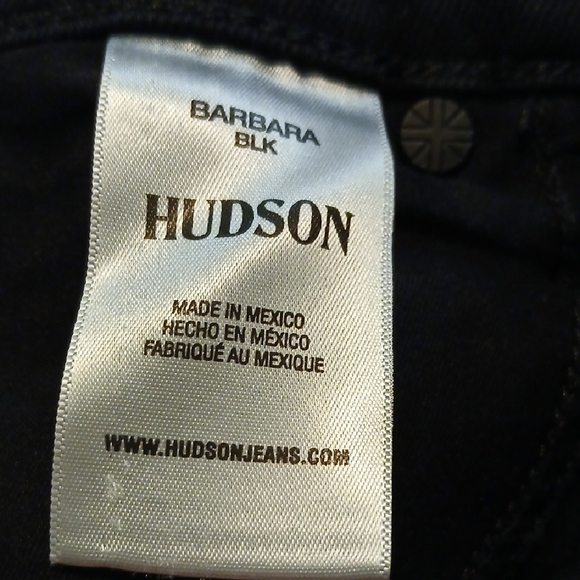 BARBARA
BLK
HUDSON
MADE IN MEXICO
HECHO EN MÉXICO
FABRIQUÉ AU MEXIQUE
WWW.HUDSONJEANS.COM